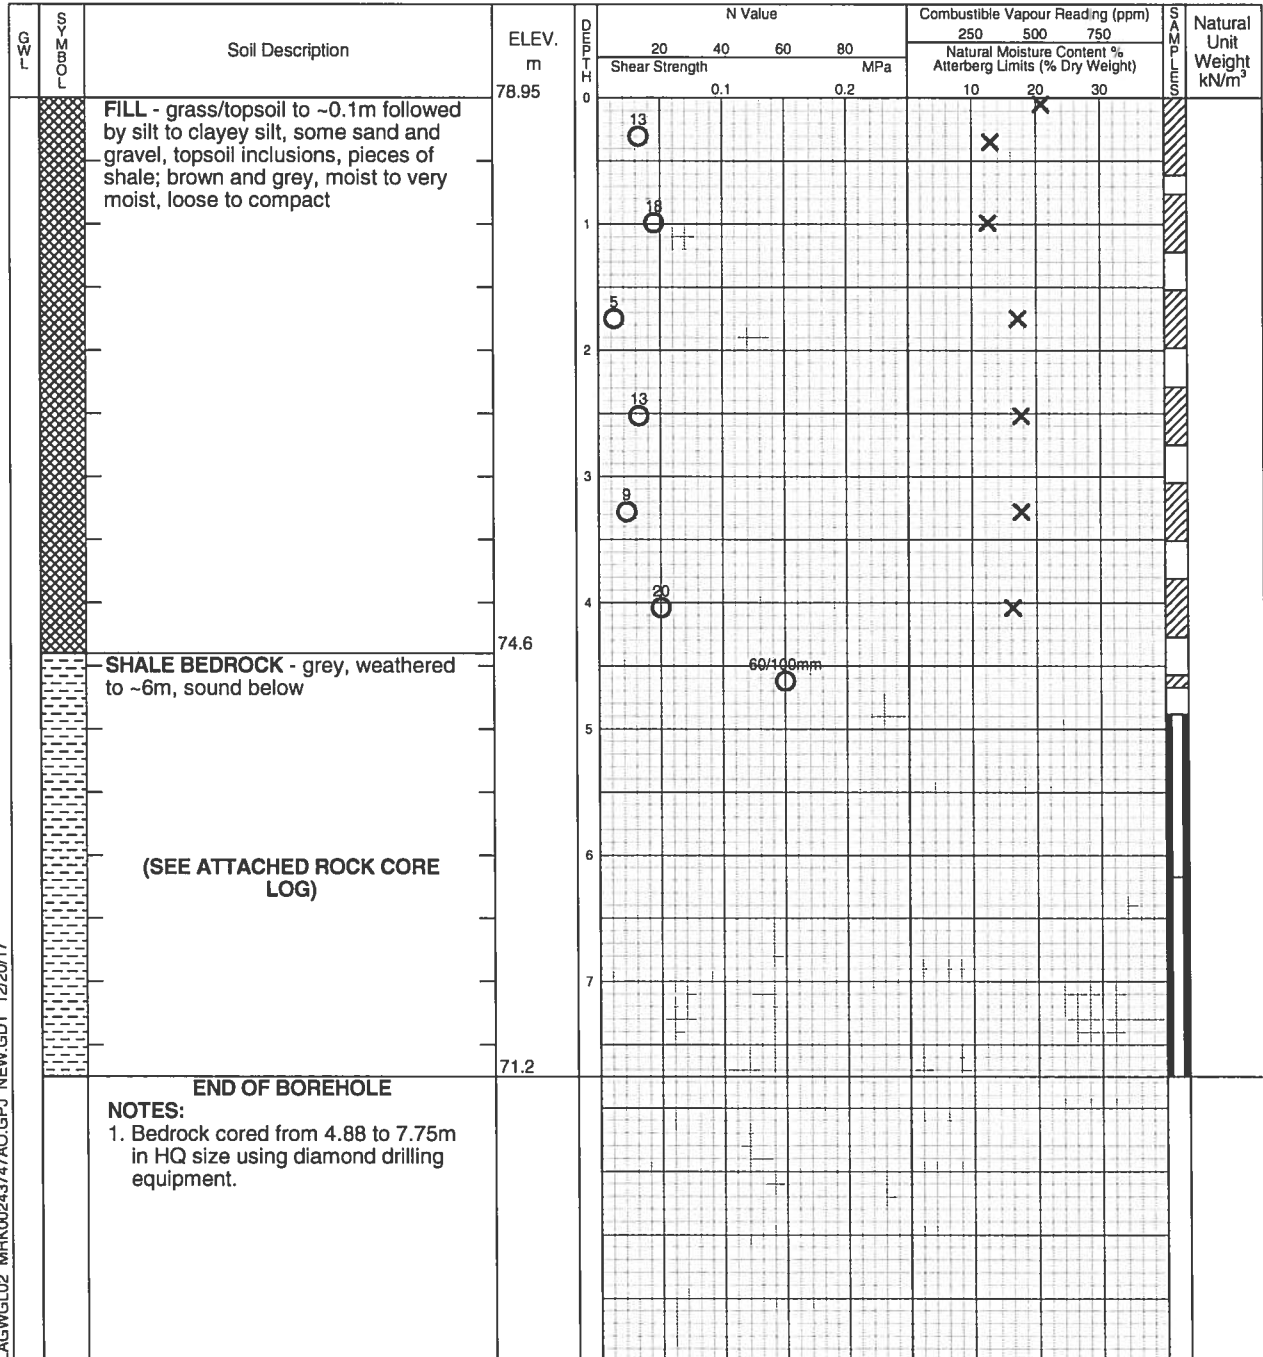 GWL
SYMBOL
Soil Description
ELEV.
m
DEPTH
N Value
20 40 60 80
Shear Strength MPa
0.1 0.2
Combustible Vapour Reading (ppm)
250 500 750
Natural Moisture Content %
Atterberg Limits (% Dry Weight)
10 20 30
SAMPLES
Natural
Unit
Weight
kN/m³
78.95
0
FILL - grass/topsoil to ~0.1m followed
by silt to clayey silt, some sand and
gravel, topsoil inclusions, pieces of
shale; brown and grey, moist to very
moist, loose to compact
13
18
1
5
2
13
3
9
20
4
74.6
SHALE BEDROCK - grey, weathered
to ~6m, sound below
60/100mm
5
6
(SEE ATTACHED ROCK CORE
LOG)
7
71.2
END OF BOREHOLE
NOTES:
1. Bedrock cored from 4.88 to 7.75m
in HQ size using diamond drilling
equipment.
NEW.GDT 12/20/17